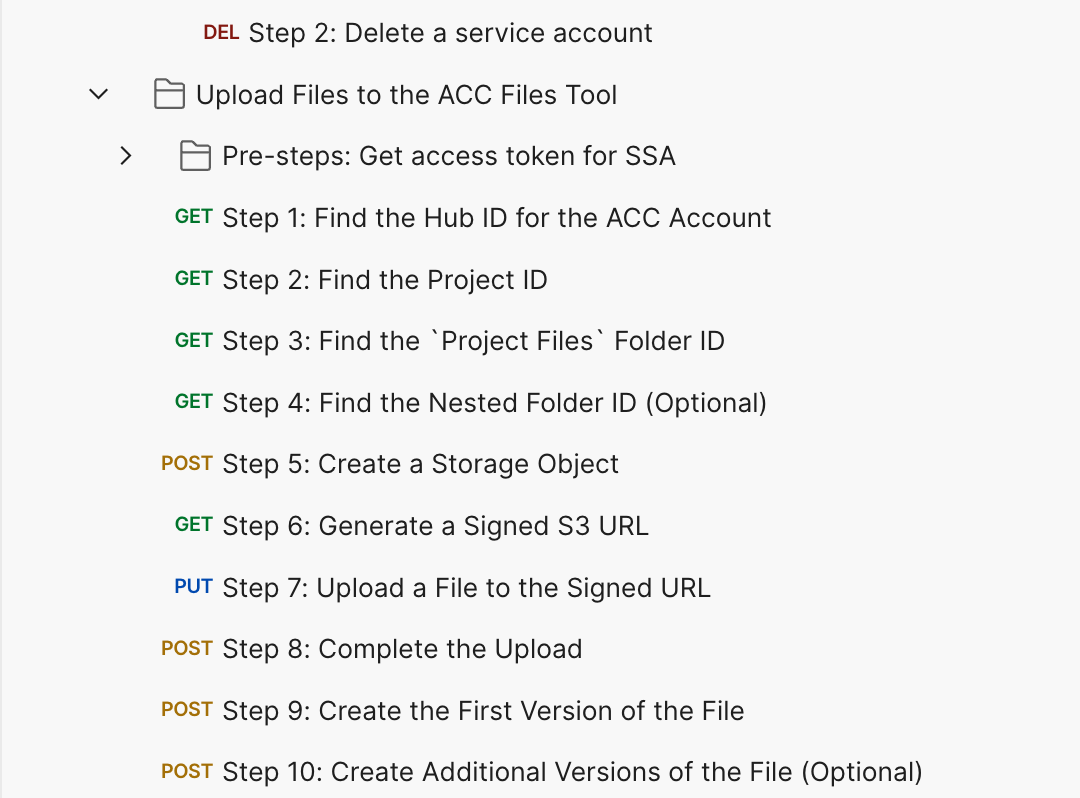 DEL Step 2: Delete a service account
Upload Files to the ACC Files Tool
Pre-steps: Get access token for SSA
GET Step 1: Find the Hub ID for the ACC Account
GET Step 2: Find the Project ID
GET Step 3: Find the `Project Files` Folder ID
GET Step 4: Find the Nested Folder ID (Optional)
POST Step 5: Create a Storage Object
GET Step 6: Generate a Signed S3 URL
PUT Step 7: Upload a File to the Signed URL
POST Step 8: Complete the Upload
POST Step 9: Create the First Version of the File
POST Step 10: Create Additional Versions of the File (Optional)